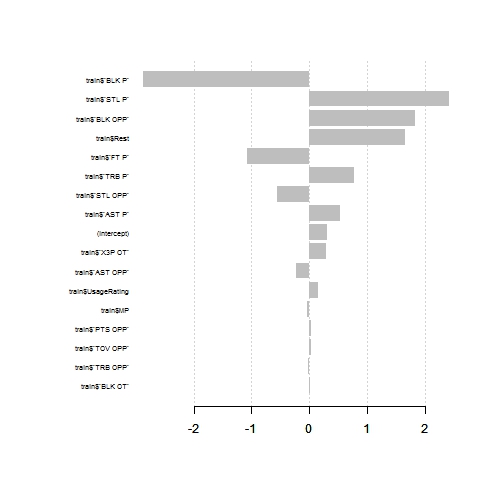 train$`BLK P`
train$`STL P`
train$`BLK OPP`
train$Rest
train$`FT P`
train$`TRB P`
train$`STL OPP`
train$`AST P`
(Intercept)
train$`X3P OT`
train$`AST OPP`
train$UsageRating
train$MP
train$`PTS OPP`
train$`TOV OPP`
train$`TRB OPP`
train$`BLK OT`
-2 -1 0 1 2